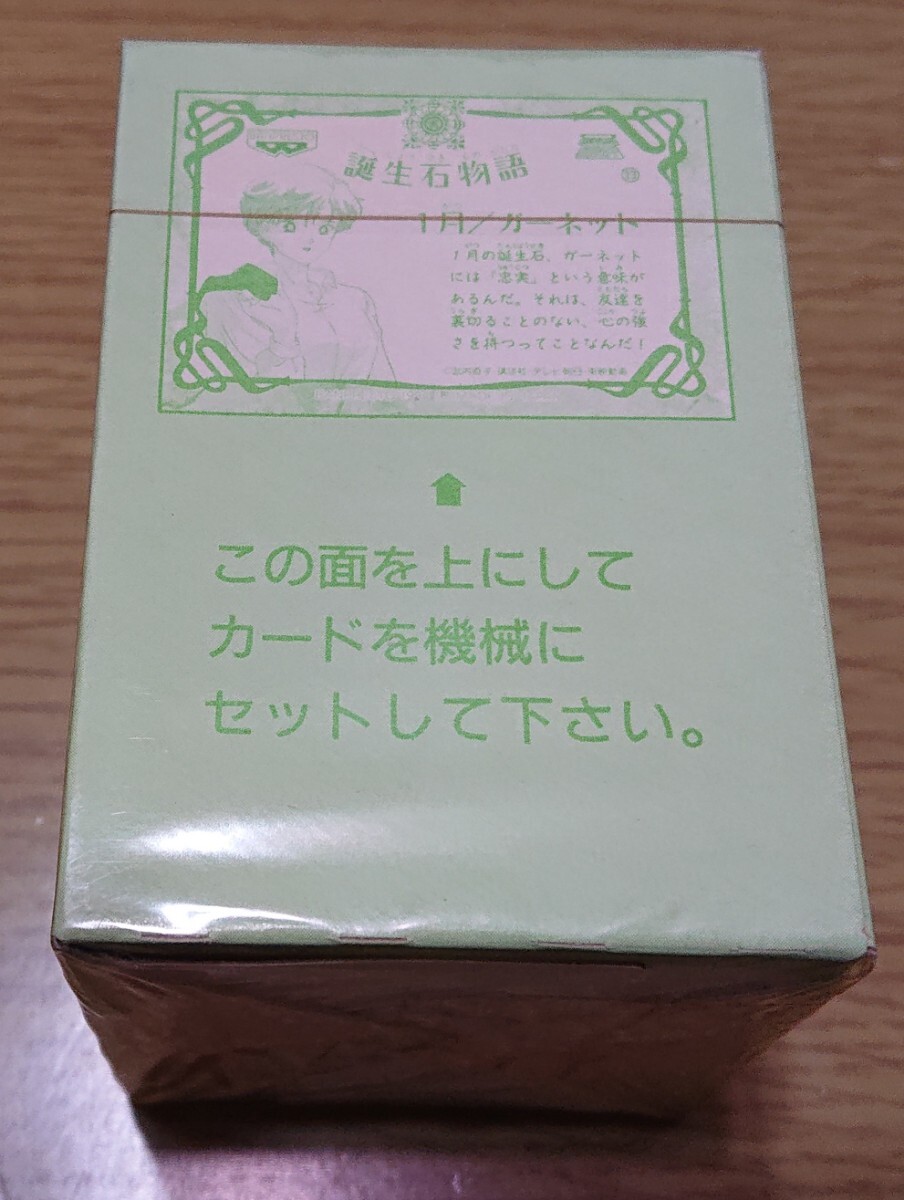 誕生石物語
1月/ガーネット
1月の誕生石、ガーネット
には「忠実」という意味が
あるんだ。それは、友達を
裏切ることのない、心の強
さを持つってことなんだ!
この面を上にして
カードを機械に
セットして下さい。